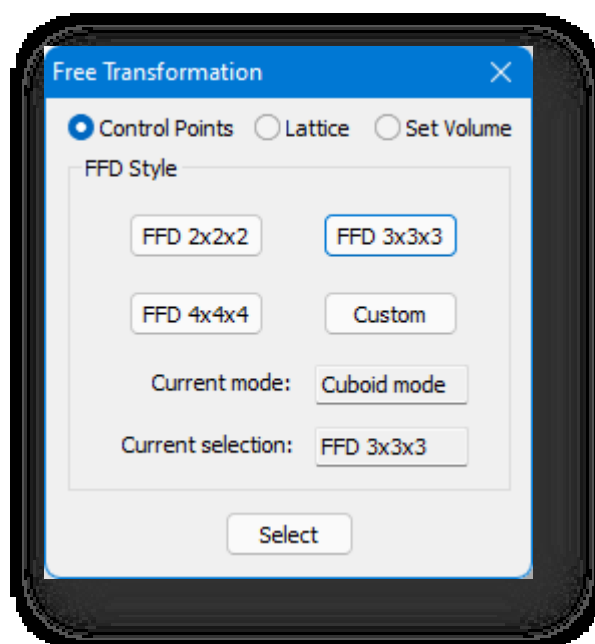 Free Transformation
Control Points Lattice Set Volume
FFD Style
FFD 2x2x2 FFD 3x3x3
FFD 4x4x4 Custom
Current mode: Cuboid mode
Current selection: FFD 3x3x3
Select